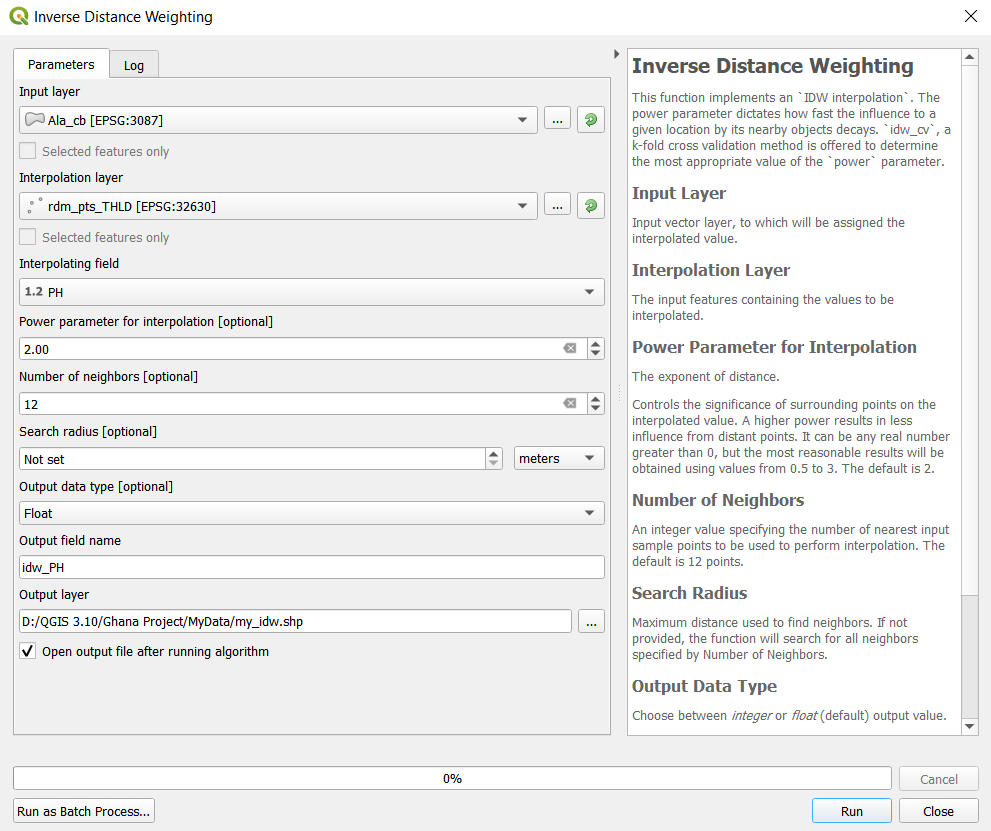 Inverse Distance Weighting
Parameters
Log
Input layer
Ala_cb [EPSG:3087]
...
Selected features only
Interpolation layer
rdm_pts_THLD [EPSG:32630]
...
Selected features only
Interpolating field
1.2 PH
Power parameter for interpolation [optional]
2.00
Number of neighbors [optional]
12
Search radius [optional]
Not set
meters
Output data type [optional]
Float
Output field name
idw_PH
Output layer
D:/QGIS 3.10/Ghana Project/MyData/my_idw.shp
...
Open output file after running algorithm
Inverse Distance Weighting
This function implements an `IDW interpolation`. The
power parameter dictates how fast the influence to a
given location by its nearby objects decays. `idw_cv`, a
k-fold cross validation method is offered to determine
the most appropriate value of the `power` parameter.
Input Layer
Input vector layer, to which will be assigned the
interpolated value.
Interpolation Layer
The input features containing the values to be
interpolated.
Power Parameter for Interpolation
The exponent of distance.
Controls the significance of surrounding points on the
interpolated value. A higher power results in less
influence from distant points. It can be any real number
greater than 0, but the most reasonable results will be
obtained using values from 0.5 to 3. The default is 2.
Number of Neighbors
An integer value specifying the number of nearest input
sample points to be used to perform interpolation. The
default is 12 points.
Search Radius
Maximum distance used to find neighbors. If not
provided, the function will search for all neighbors
specified by Number of Neighbors.
Output Data Type
Choose between integer or float (default) output value.
0%
Cancel
Run as Batch Process...
Run
Close